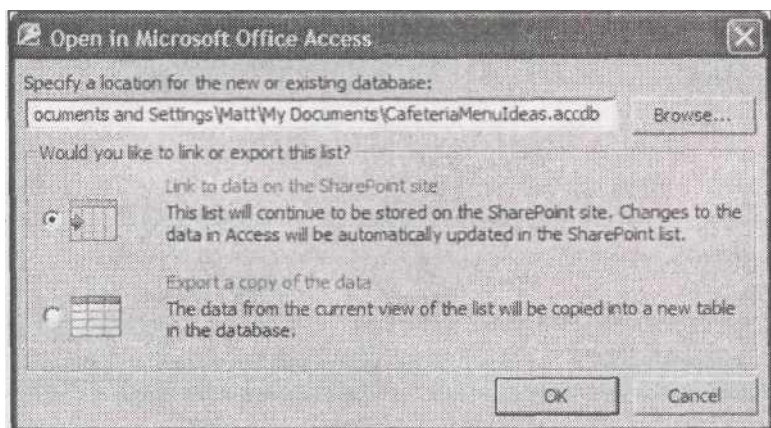 Open in Microsoft Office Access
Specify a location for the new or existing database:
ocuments and Settings\Matt\My Documents\CafeteriaMenuIdeas.accdb
Browse...
Would you like to link or export this list?
Link to data on the SharePoint site
This list will continue to be stored on the SharePoint site. Changes to the
data in Access will be automatically updated in the SharePoint list.
Export a copy of the data
The data from the current view of the list will be copied into a new table
in the database.
OK
Cancel